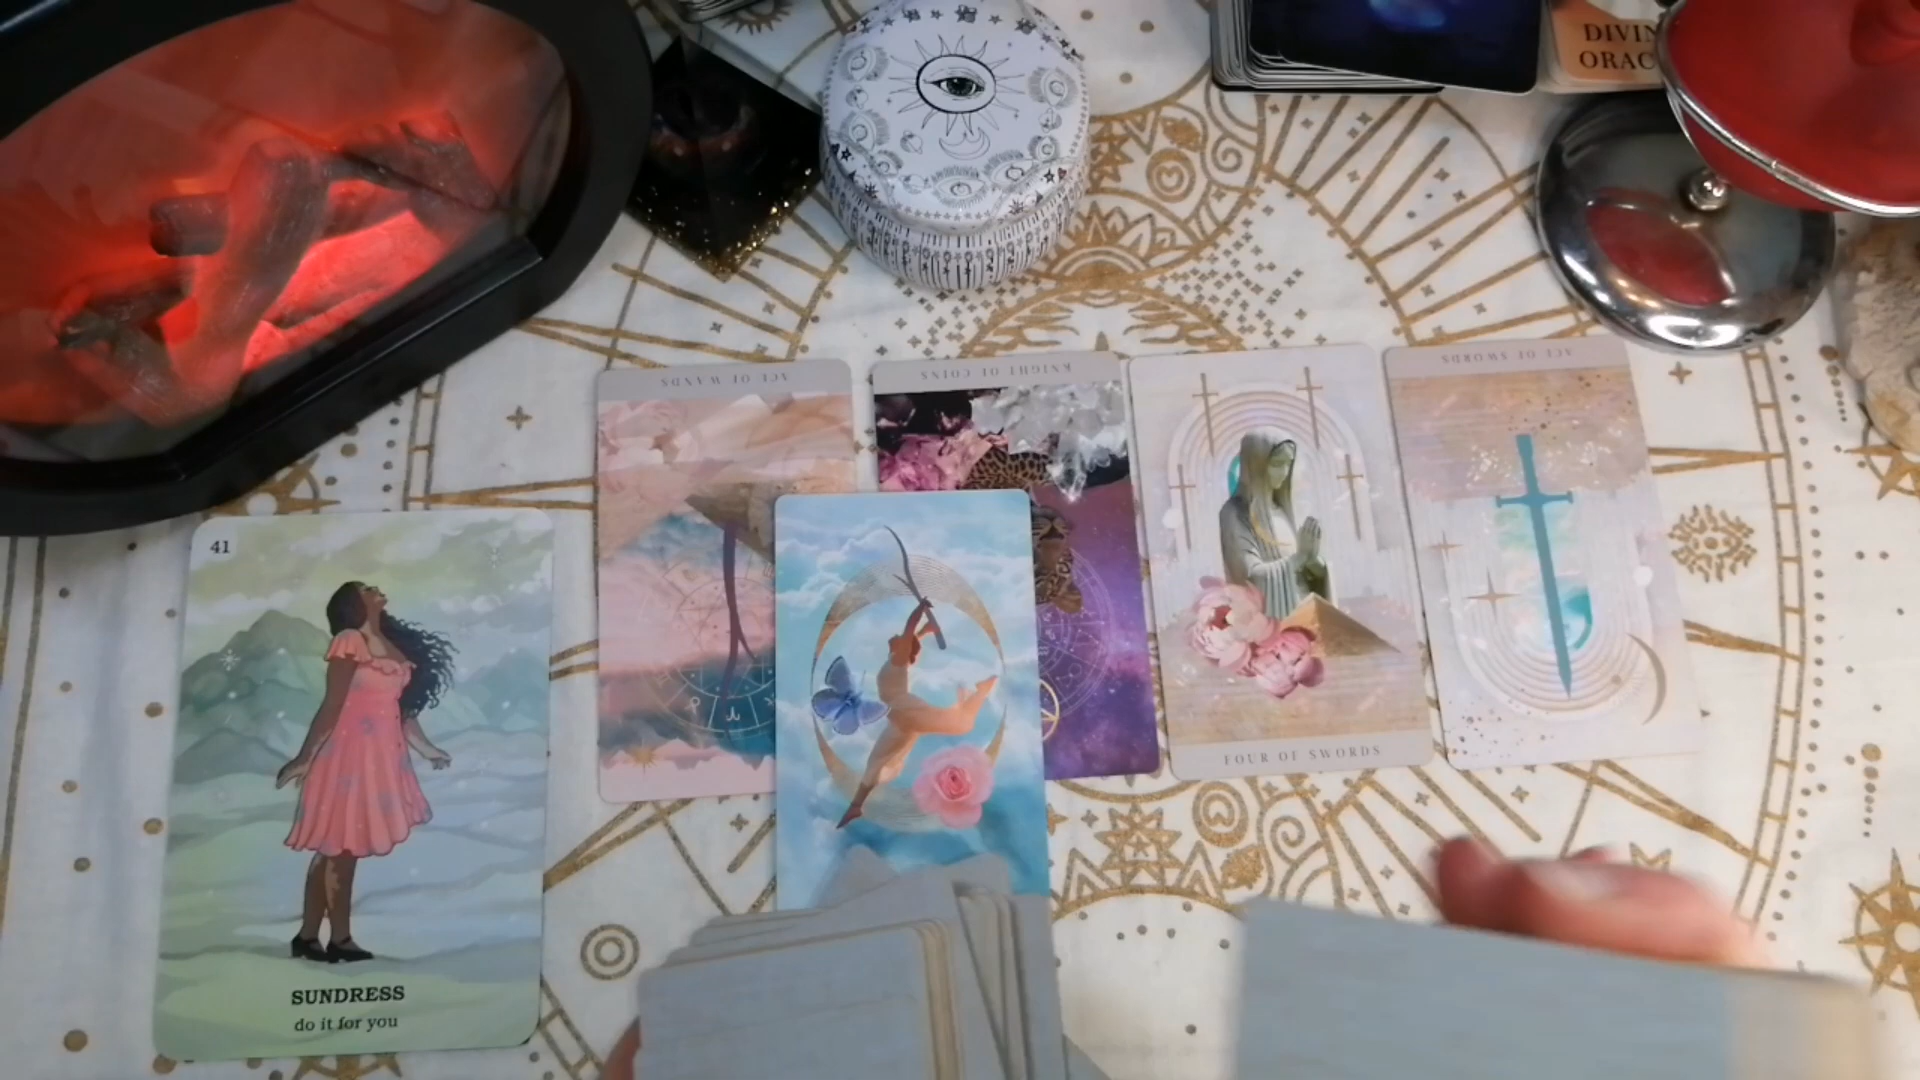 DIVIN
ORAC
ACE OF WANDS
KNIGHT OF COINS
ACE OF SWORDS
41
FOUR OF SWORDS
SUNDRESS
do it for you